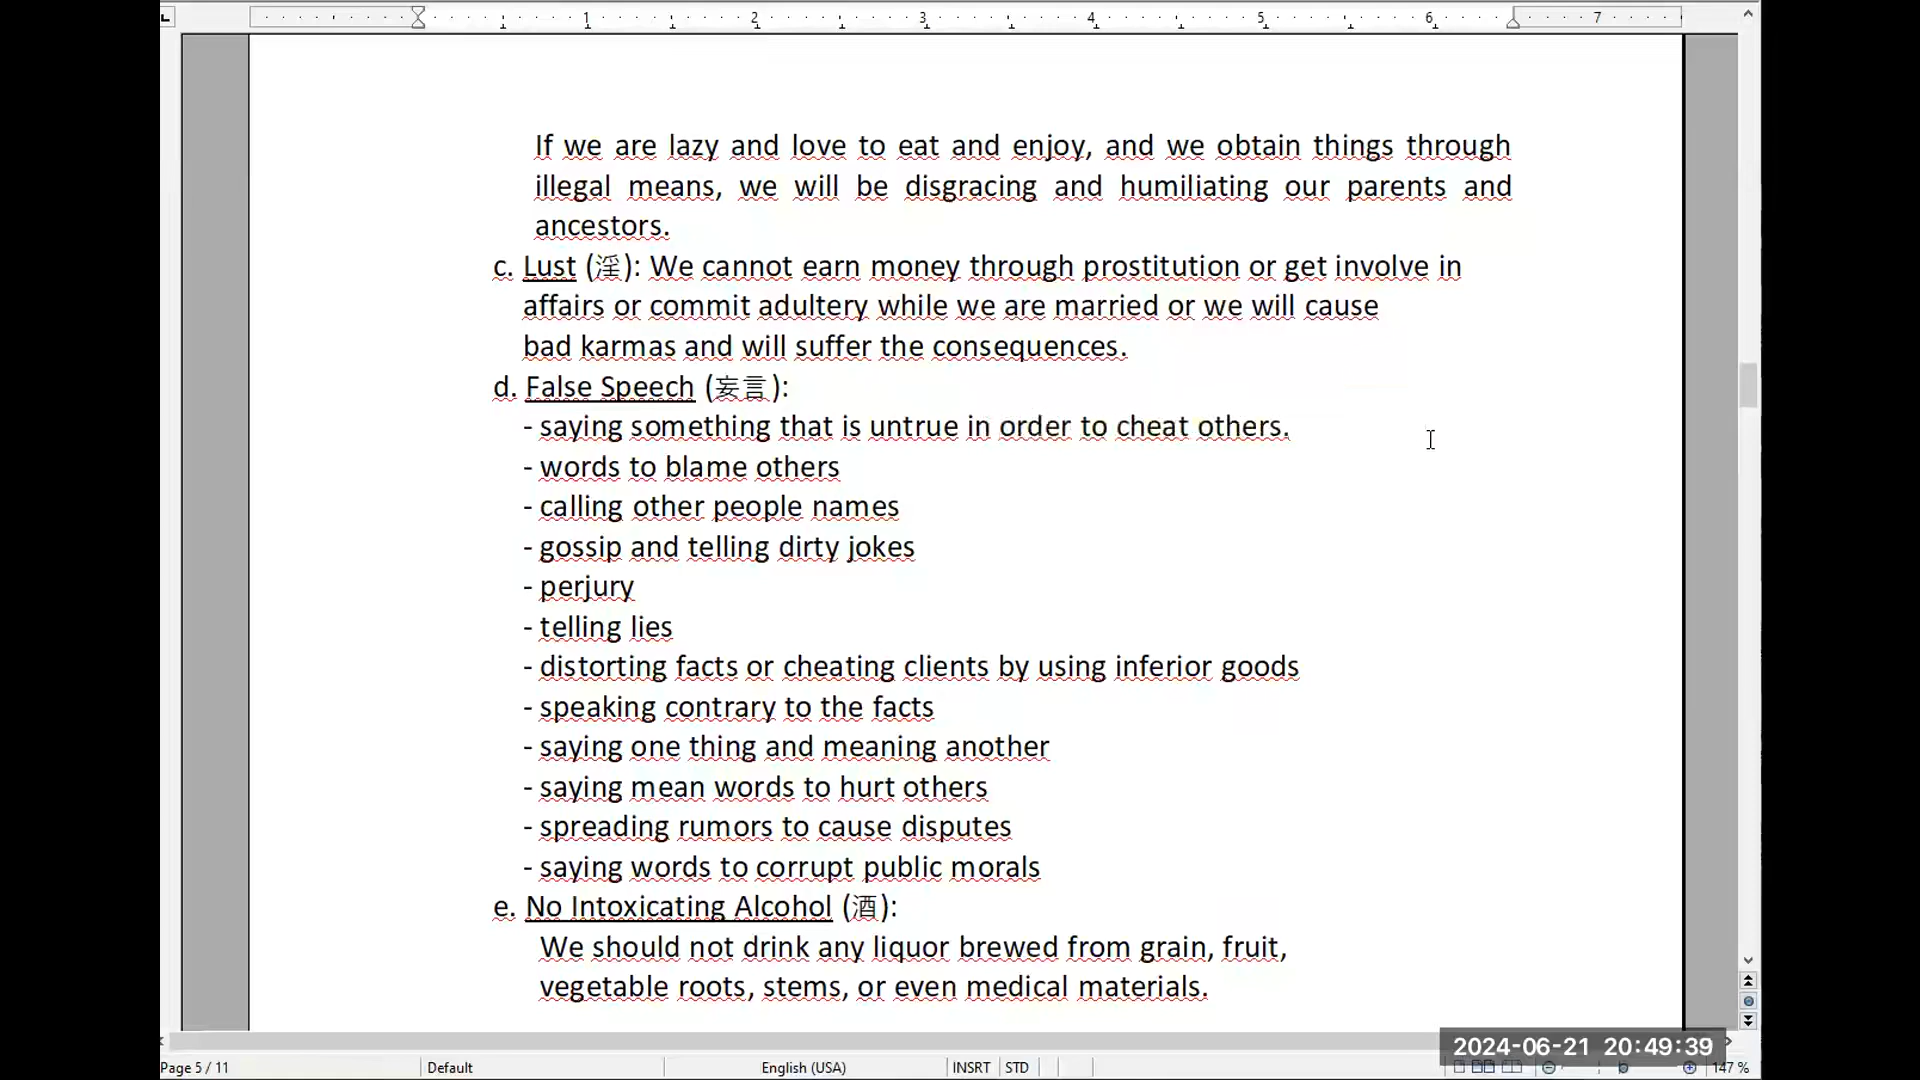 1 2 3 4 5 6 7
If we are lazy and love to eat and enjoy, and we obtain things through
illegal means, we will be disgracing and humiliating our parents and
ancestors.
c. Lust (淫): We cannot earn money through prostitution or get involve in
affairs or commit adultery while we are married or we will cause
bad karmas and will suffer the consequences.
d. False Speech (妄言):
- saying something that is untrue in order to cheat others.
- words to blame others
- calling other people names
- gossip and telling dirty jokes
- perjury
- telling lies
- distorting facts or cheating clients by using inferior goods
- speaking contrary to the facts
- saying one thing and meaning another
- saying mean words to hurt others
- spreading rumors to cause disputes
- saying words to corrupt public morals
e. No Intoxicating Alcohol (酒):
We should not drink any liquor brewed from grain, fruit,
vegetable roots, stems, or even medical materials.
2024-06-21 20:49:39
Page 5 / 11 Default English (USA) INSRT STD 147 %